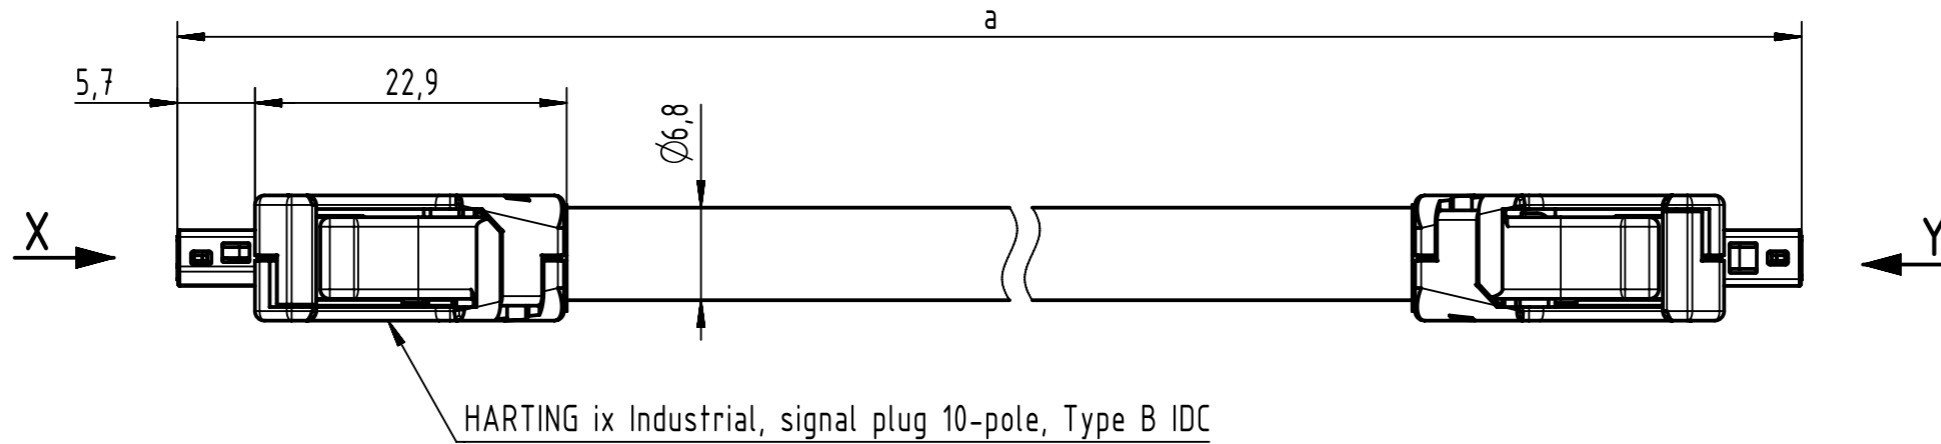 a
5,7
22,9
Ø6,8
X
Y
HARTING ix Industrial, signal plug 10-pole, Type B IDC